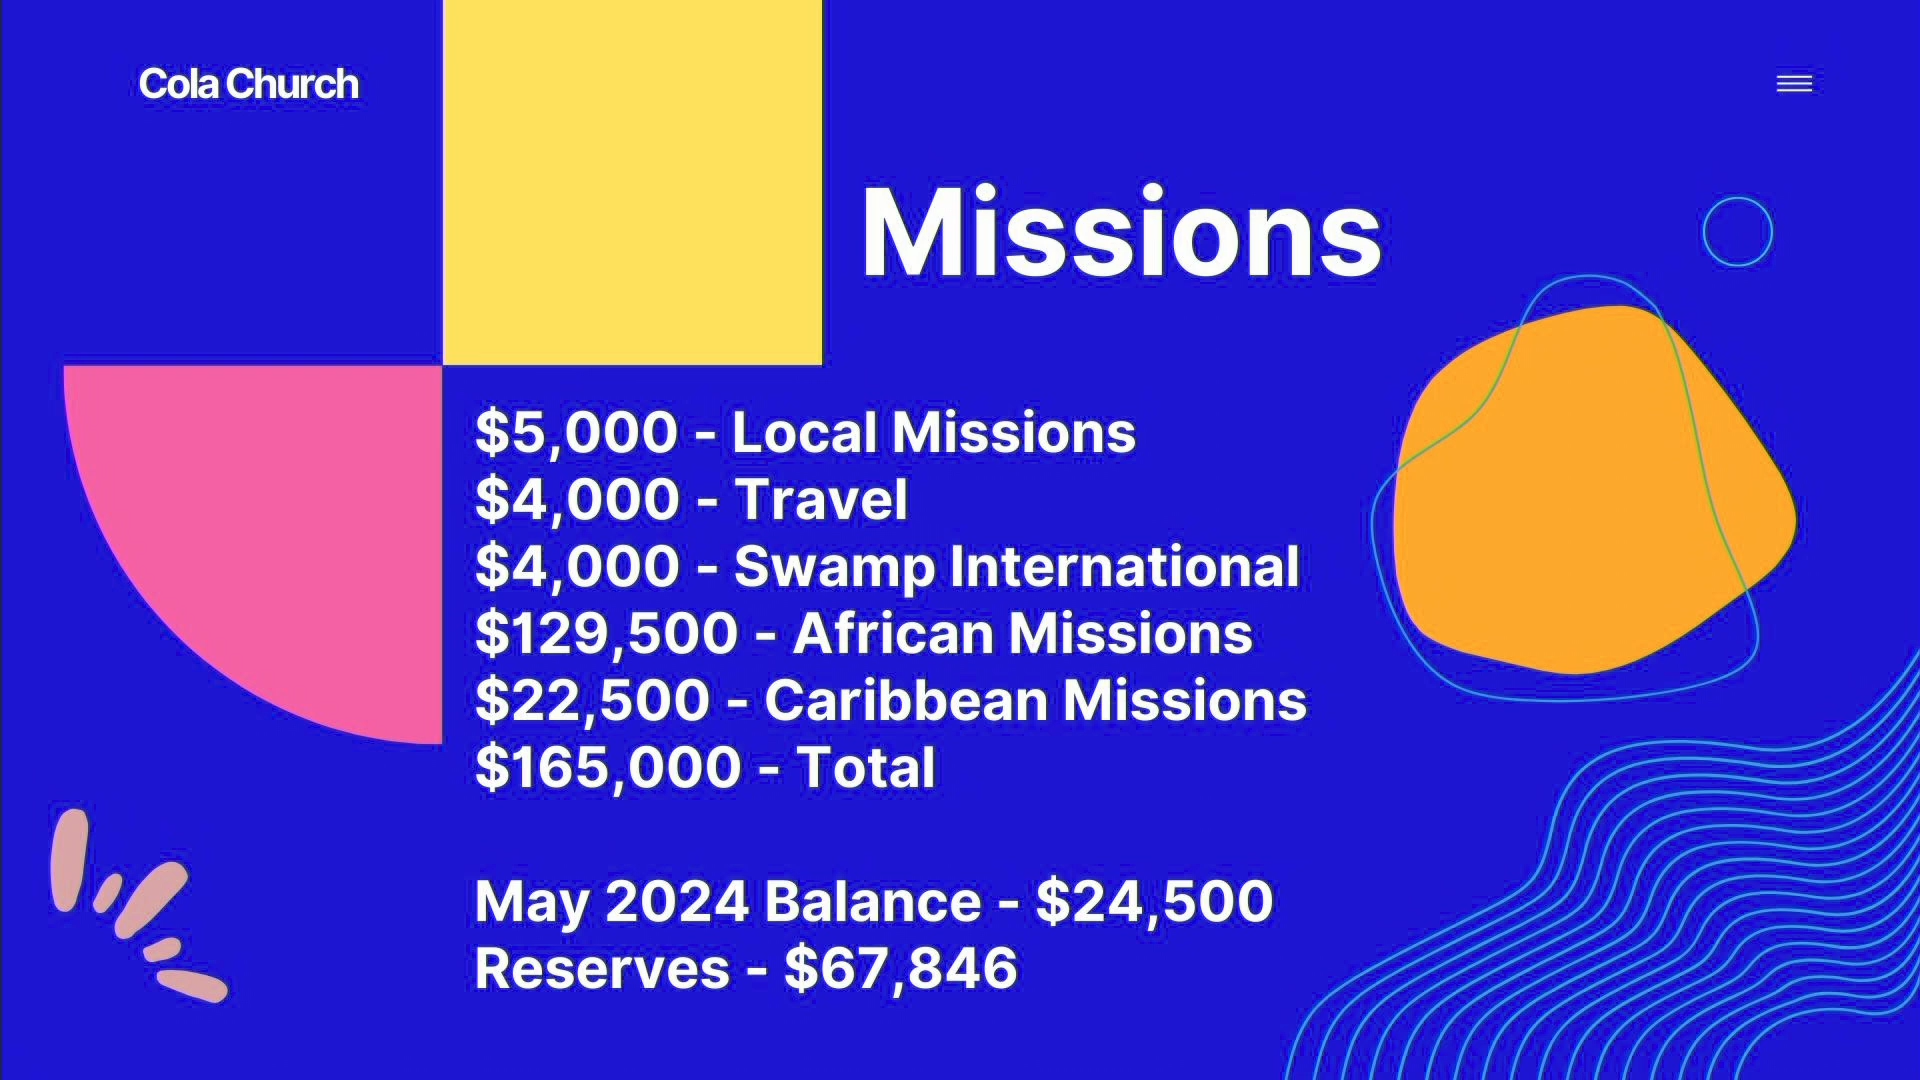 Cola Church
Missions
$5,000 - Local Missions
$4,000 - Travel
$4,000 - Swamp International
$129,500 - African Missions
$22,500 - Caribbean Missions
$165,000 - Total
May 2024 Balance - $24,500
Reserves - $67,846